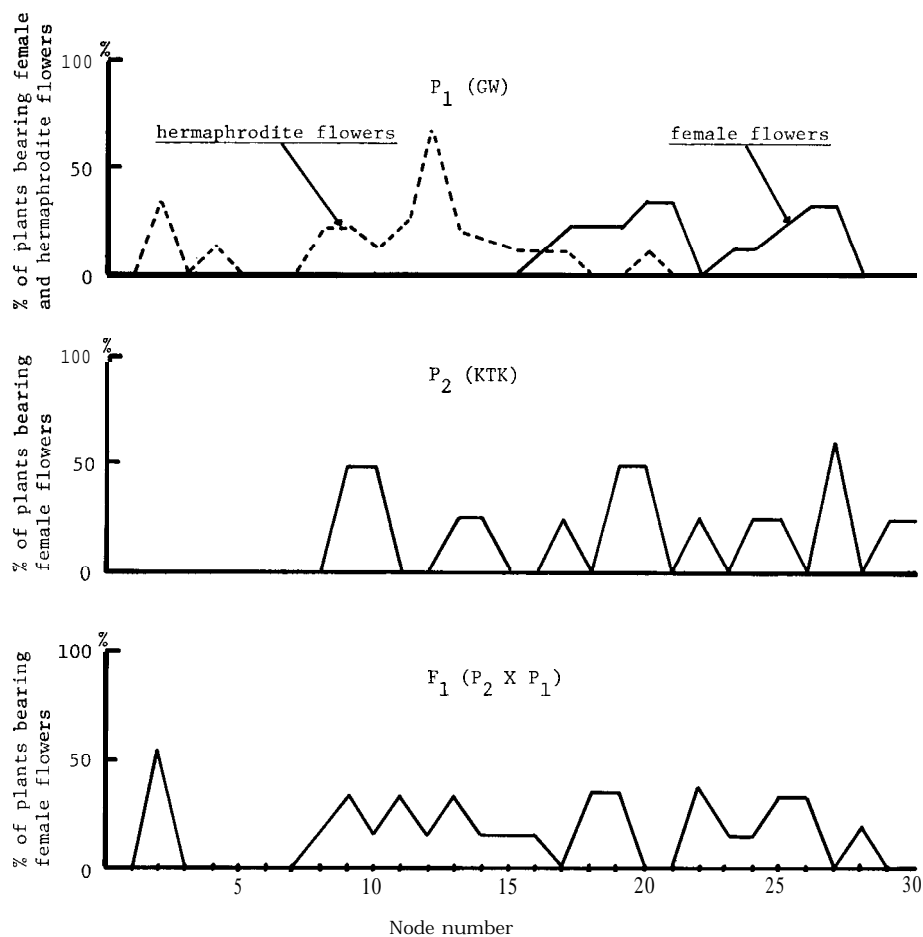 % of plants bearing female
and hermaphrodite flowers
%
100
50
0
P1 (GW)
hermaphrodite flowers
female flowers
% of plants bearing
female flowers
%
100
50
0
P2 (KTK)
% of plants bearing
female flowers
%
100
50
0
F1 (P2 X P1)
5 10 15 20 25 30
Node number